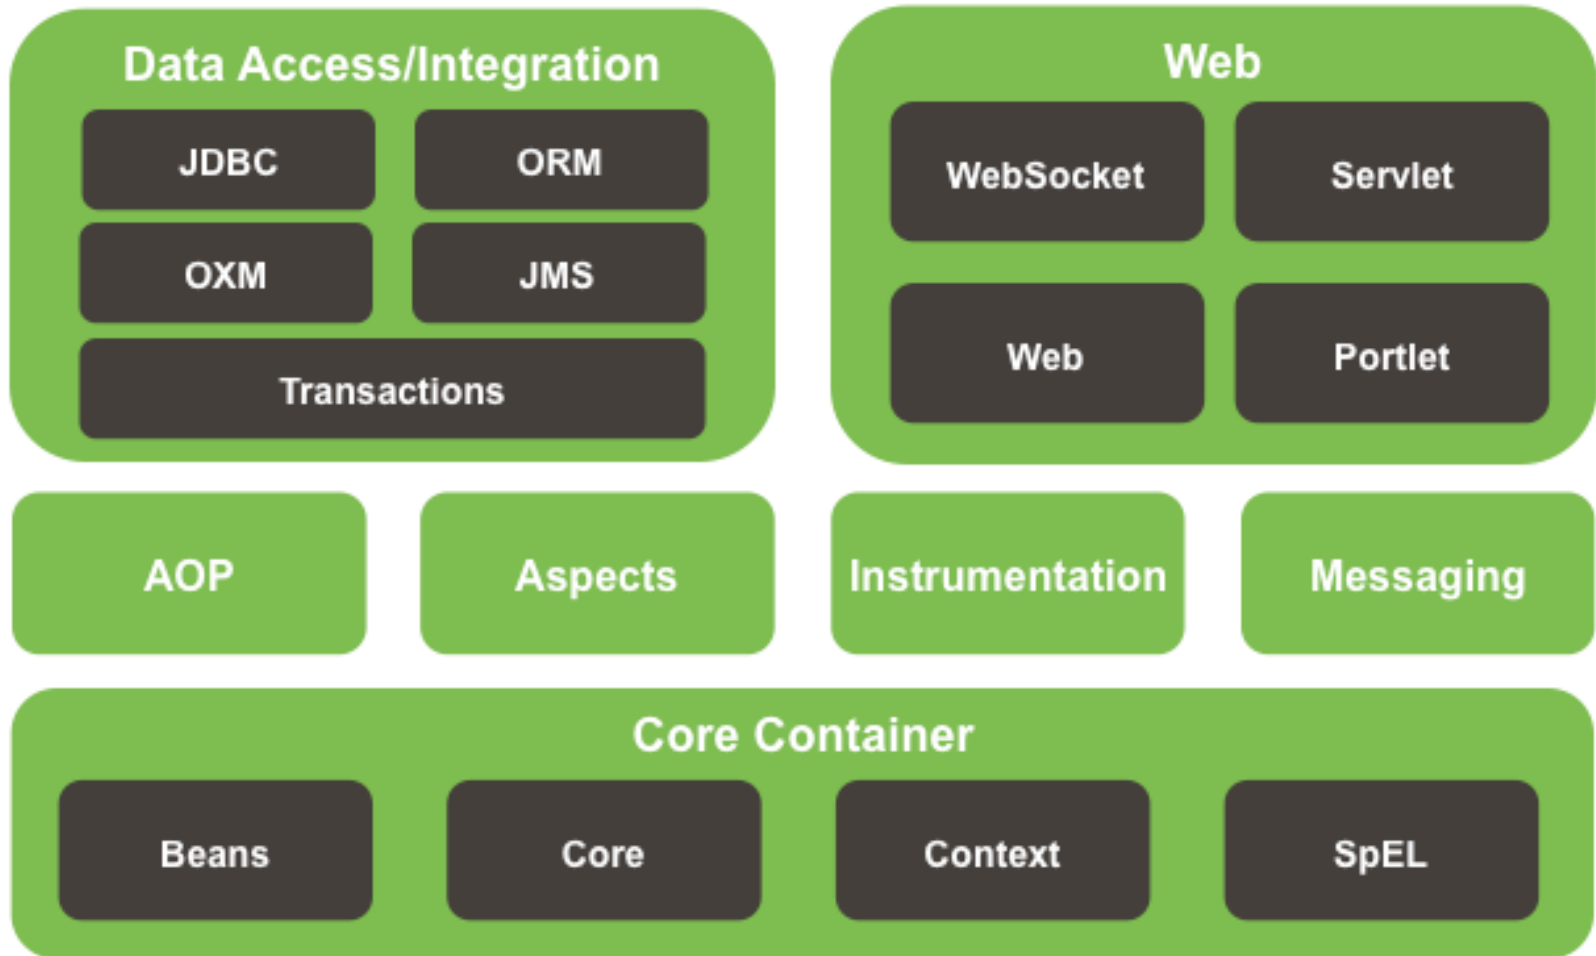 Data Access/Integration
JDBC
ORM
OXM
JMS
Transactions
Web
WebSocket
Servlet
Web
Portlet
AOP
Aspects
Instrumentation
Messaging
Core Container
Beans
Core
Context
SpEL